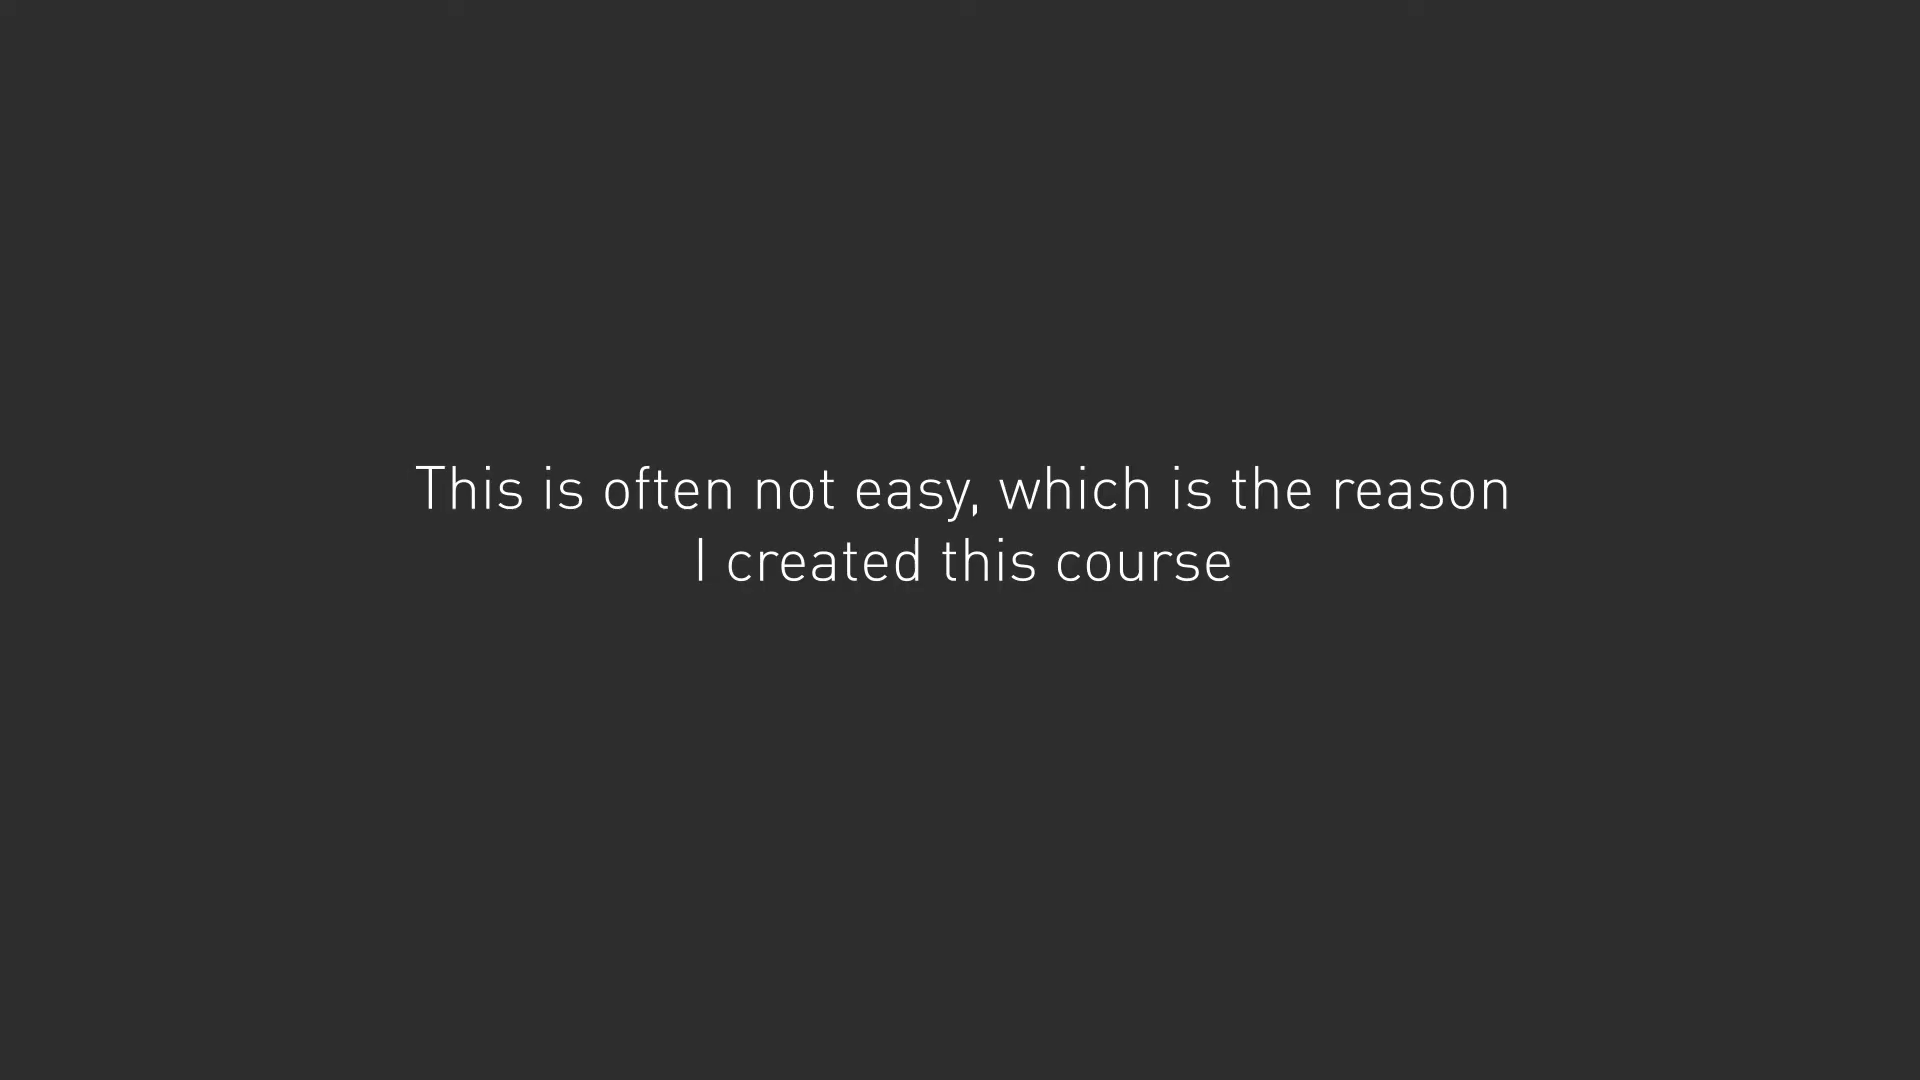 This is often not easy, which is the reason
I created this course